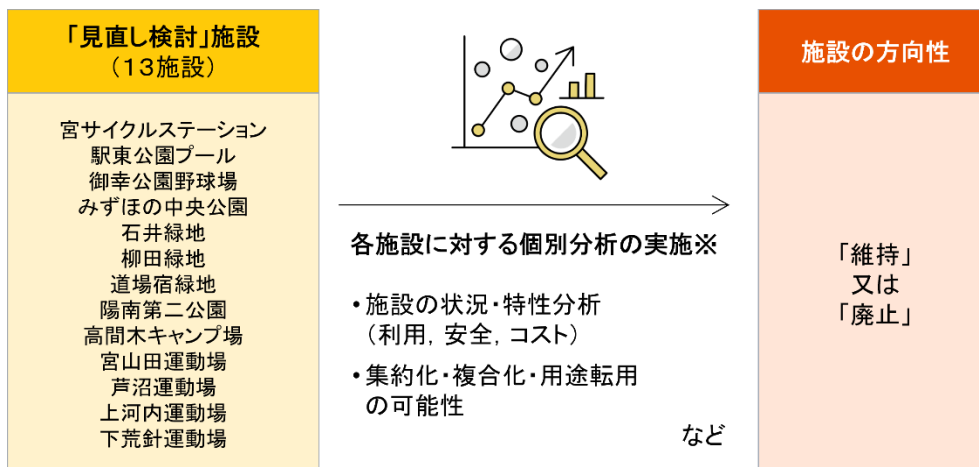 「見直し検討」施設
（13施設）
宮サイクルステーション
駅東公園プール
御幸公園野球場
みずほの中央公園
石井緑地
柳田緑地
道場宿緑地
陽南第二公園
高間木キャンプ場
宮山田運動場
芦沼運動場
上河内運動場
下荒針運動場
各施設に対する個別分析の実施※
・施設の状況・特性分析
（利用，安全，コスト）
・集約化・複合化・用途転用
の可能性
など
施設の方向性
「維持」
又は
「廃止」